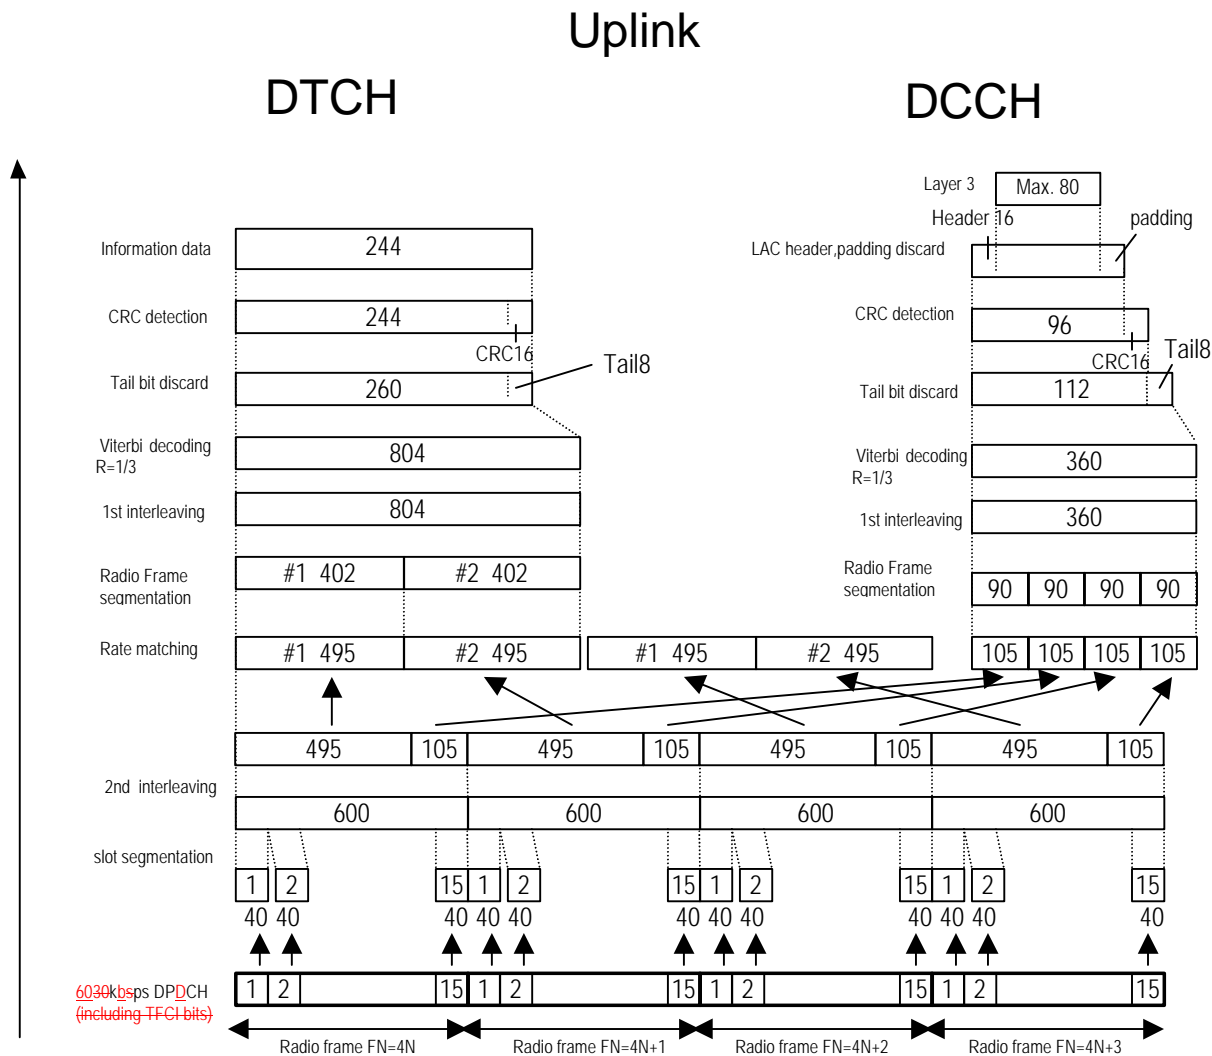 Uplink
DTCH
DCCH
Layer 3
Max. 80
Header 16
padding
Information data
244
LAC header,padding discard
CRC detection
244
CRC16
CRC detection
96
CRC16
Tail8
Tail8
Tail bit discard
260
Tail bit discard
112
Viterbi decoding
R=1/3
804
Viterbi decoding
R=1/3
360
1st interleaving
804
1st interleaving
360
Radio Frame
segmentation
#1 402
#2 402
Radio Frame
segmentation
90 90 90 90
Rate matching
#1 495
#2 495
#1 495
#2 495
105 105 105 105
495 105 495 105 495 105 495 105
2nd interleaving
600 600 600 600
slot segmentation
1 2 15 1 2 15 1 2 15 1 2 15
40 40 40 40 40 40 40 40 40 40 40 40
6030kbsps DPDCH
(including TFCI bits)
1 2 15 1 2 15 1 2 15 1 2 15
Radio frame FN=4N
Radio frame FN=4N+1
Radio frame FN=4N+2
Radio frame FN=4N+3